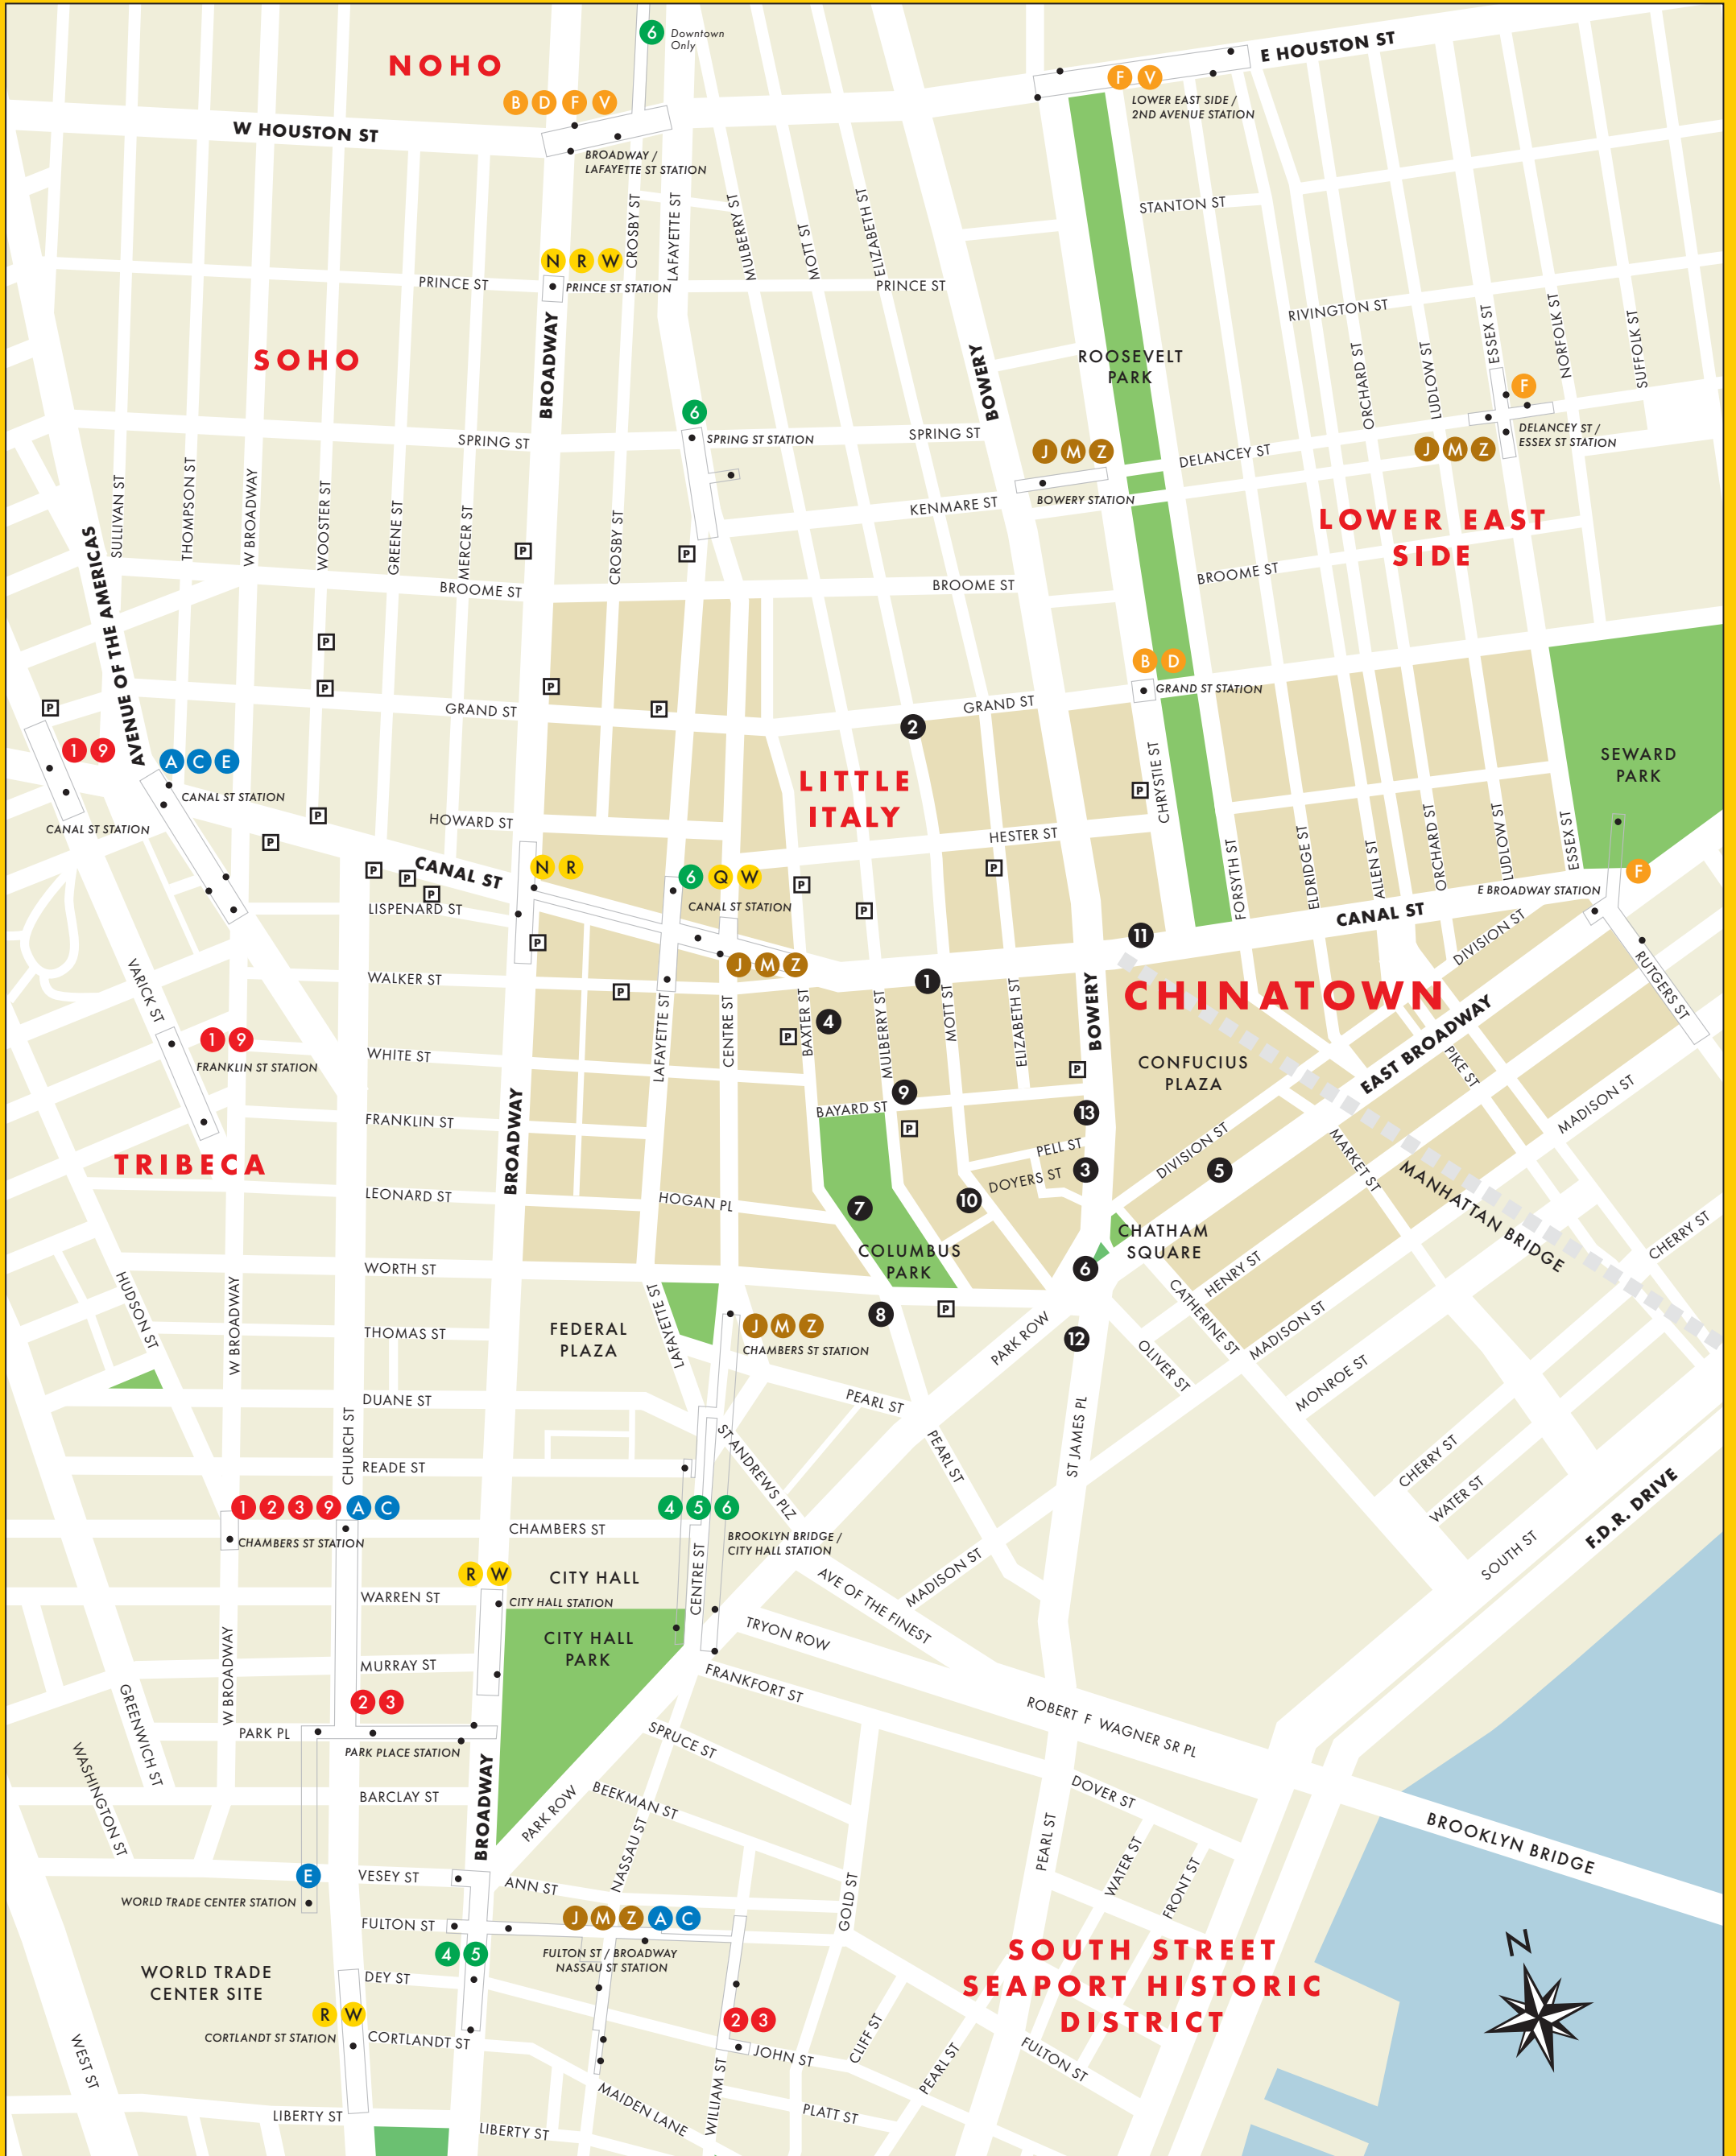 6 Downtown
Only
NOHO
E HOUSTON ST
F V
B D F V
LOWER EAST SIDE /
2ND AVENUE STATION
W HOUSTON ST
BROADWAY /
LAFAYETTE ST STATION
STANTON ST
CROSBY ST
LAFAYETTE ST
MULBERRY ST
MOTT ST
ELIZABETH ST
N R W
PRINCE ST
PRINCE ST STATION
PRINCE ST
RIVINGTON ST
ESSEX ST
NORFOLK ST
SUFFOLK ST
SOHO
BROADWAY
BOWERY
ROOSEVELT
PARK
ORCHARD ST
LUDLOW ST
F
6
DELANCEY ST /
ESSEX ST STATION
SPRING ST
SPRING ST STATION
SPRING ST
J M Z
DELANCEY ST
J M Z
BOWERY STATION
KENMARE ST
SULLIVAN ST
THOMPSON ST
W BROADWAY
WOOSTER ST
GREENE ST
MERCER ST
CROSBY ST
LOWER EAST
SIDE
P
P
AVENUE OF THE AMERICAS
BROOME ST
BROOME ST
BROOME ST
P
P
P
B D
GRAND ST STATION
P
GRAND ST
P
GRAND ST
2
1 9
A C E
CANAL ST STATION
CANAL ST STATION
LITTLE
ITALY
SEWARD
PARK
CHRYSTIE ST
P
P
HOWARD ST
HESTER ST
P
P
P
P
P
CANAL ST
N R
6 Q W
CANAL ST STATION
P
P
P
FORSYTH ST
ELDRIDGE ST
ALLEN ST
ORCHARD ST
LUDLOW ST
ESSEX ST
F
E BROADWAY STATION
LISPENARD ST
CANAL ST
DIVISION ST
11
P
J M Z
WALKER ST
P
1
CHINATOWN
RUTGERS ST
VARICK ST
LAFAYETTE ST
CENTRE ST
BAXTER ST
P
4
MULBERRY ST
MOTT ST
ELIZABETH ST
BOWERY
1 9
FRANKLIN ST STATION
WHITE ST
P
CONFUCIUS
PLAZA
EAST BROADWAY
PIKE ST
MADISON ST
9
BAYARD ST
13
P
FRANKLIN ST
BROADWAY
TRIBECA
PELL ST
DOYERS ST
3
DIVISION ST
5
MARKET ST
MANHATTAN BRIDGE
LEONARD ST
HOGAN PL
7
10
COLUMBUS
PARK
CHATHAM
SQUARE
CHERRY ST
WORTH ST
6
HENRY ST
HUDSON ST
W BROADWAY
LAFAYETTE ST
8
P
CATHERINE ST
MADISON ST
THOMAS ST
FEDERAL
PLAZA
J M Z
CHAMBERS ST STATION
PARK ROW
12
OLIVER ST
MONROE ST
DUANE ST
PEARL ST
CHURCH ST
PEARL ST
ST JAMES PL
ST ANDREWS PLZ
READE ST
CHERRY ST
WATER ST
F.D.R. DRIVE
1 2 3 9 A C
4 5 6
CHAMBERS ST STATION
CHAMBERS ST
BROOKLYN BRIDGE /
CITY HALL STATION
SOUTH ST
CENTRE ST
MADISON ST
R W
CITY HALL
WARREN ST
CITY HALL STATION
AVE OF THE FINEST
CITY HALL
PARK
TRYON ROW
W BROADWAY
MURRAY ST
FRANKFORT ST
GREENWICH ST
2 3
ROBERT F WAGNER SR PL
PARK PL
PARK PLACE STATION
SPRUCE ST
WASHINGTON ST
BROADWAY
BARCLAY ST
PARK ROW
BEEKMAN ST
DOVER ST
BROOKLYN BRIDGE
NASSAU ST
PEARL ST
WATER ST
FRONT ST
E
VESEY ST
ANN ST
GOLD ST
WORLD TRADE CENTER STATION
J M Z A C
FULTON ST
4 5
FULTON ST / BROADWAY
NASSAU ST STATION
SOUTH STREET
SEAPORT HISTORIC
DISTRICT
N
WORLD TRADE
CENTER SITE
DEY ST
R W
CORTLANDT ST STATION
CORTLANDT ST
2 3
JOHN ST
CLIFF ST
PEARL ST
FULTON ST
WEST ST
MAIDEN LANE
WILLIAM ST
PLATT ST
LIBERTY ST
LIBERTY ST